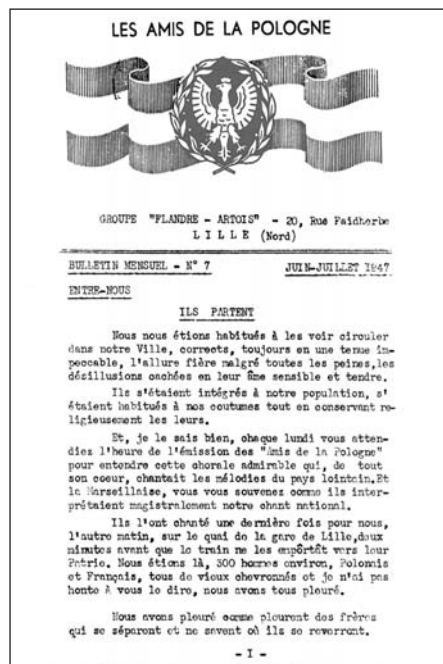 LES AMIS DE LA POLOGNE
GROUPE "FLANDRE - ARTOIS" - 20, Rue Faidherbe
LILLE (Nord)
BULLETIN MENSUEL - N° 7 JUIN-JUILLET 1947
ENTRE-NOUS
ILS PARTENT
Nous nous étions habitués à les voir circuler
dans notre Ville, corrects, toujours en une tenue im-
peccable, l'allure fière malgré toutes les peines,les
désillusions cachées en leur âme sensible et tendre.
Ils s'étaient intégrés à notre population, s'
étaient habitués à nos coutumes tout en conservant re-
ligieusement les leurs.
Et, je le sais bien, chaque lundi vous atten-
diez l'heure de l'émission des "Amis de la Pologne"
pour entendre cette chorale admirable qui, de tout
son coeur, chantait les mélodies du pays lointain.Et
la Marseillaise, vous vous souvenez comme ils inter-
prétaient magistralement notre chant national.
Ils l'ont chanté une dernière fois pour nous,
l'autre matin, sur le quai de la gare de Lille,deux
minutes avant que le train ne les emportât vers leur
Patrie. Nous étions là, 300 hommes environ, Polonais
et Français, tous de vieux chevronnés et je n'ai pas
honte à vous le dire, nous avons tous pleuré.
Nous avons pleuré comme pleurent des frères
qui se séparent et ne savent où ils se reverront.
- I -